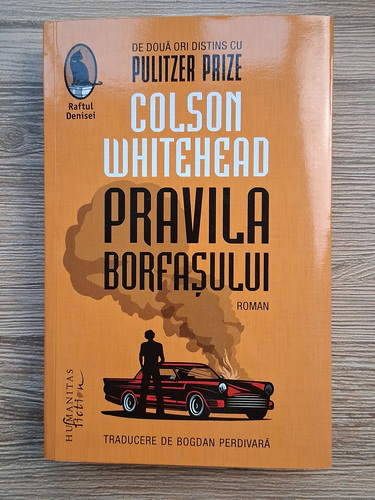 DE DOUĂ ORI DISTINS CU
PULITZER PRIZE
Raftul
Denisei
COLSON
WHITEHEAD
PRAVILA
BORFAȘULUI
ROMAN
HUMANITAS
fiction
TRADUCERE DE BOGDAN PERDIVARĂ